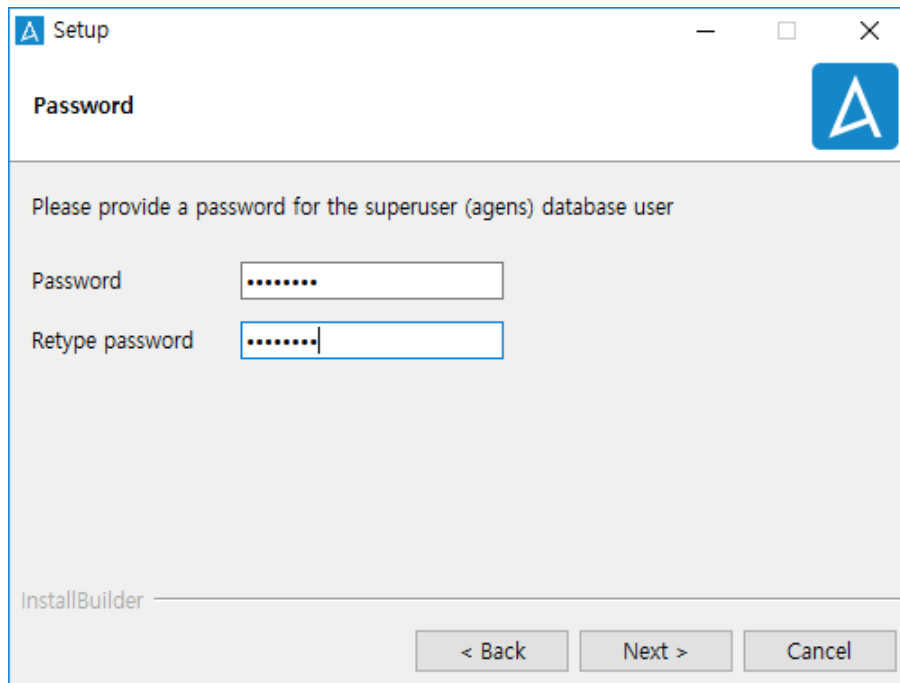 Setup
Password
Please provide a password for the superuser (agens) database user
Password ••••••••
Retype password ••••••••
InstallBuilder
< Back Next > Cancel